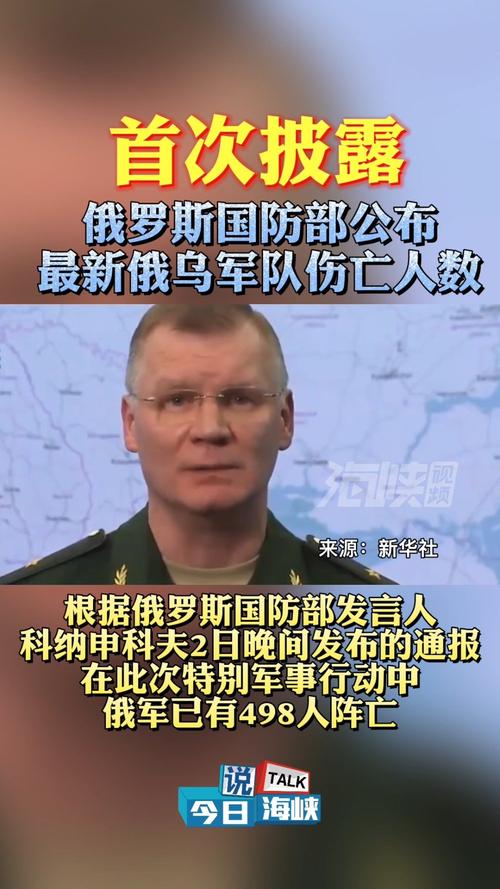 首次披露
俄罗斯国防部公布
最新俄乌军队伤亡人数
海峡视频
来源：新华社
根据俄罗斯国防部发言人
科纳申科夫2日晚间发布的通报
在此次特别军事行动中
俄军已有498人阵亡
说 TALK
今日海峡